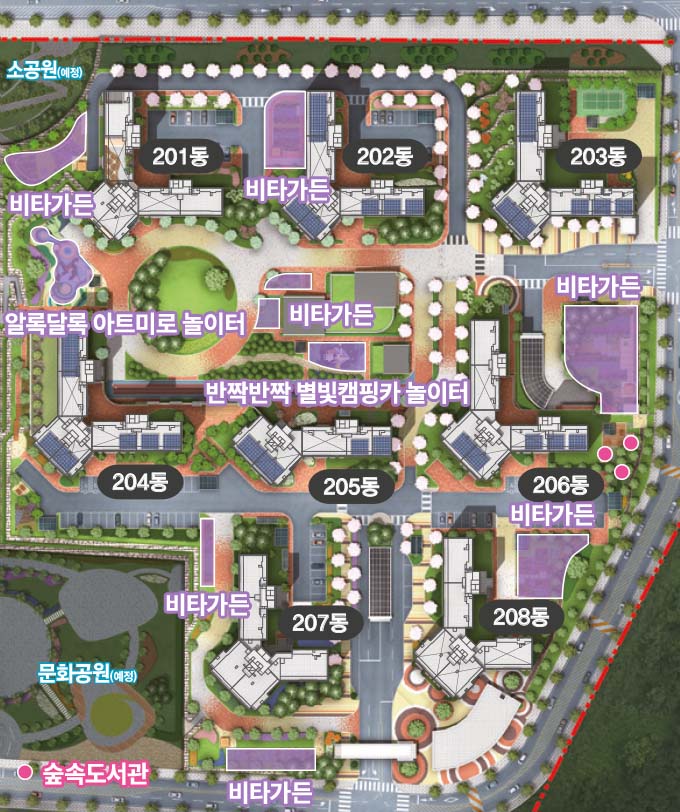 소공원(예정)
201동
202동
203동
비타가든
비타가든
비타가든
비타가든
알록달록 아트미로 놀이터
반짝반짝 별빛캠핑카 놀이터
204동
205동
206동
비타가든
비타가든
207동
208동
문화공원(예정)
숲속도서관
비타가든